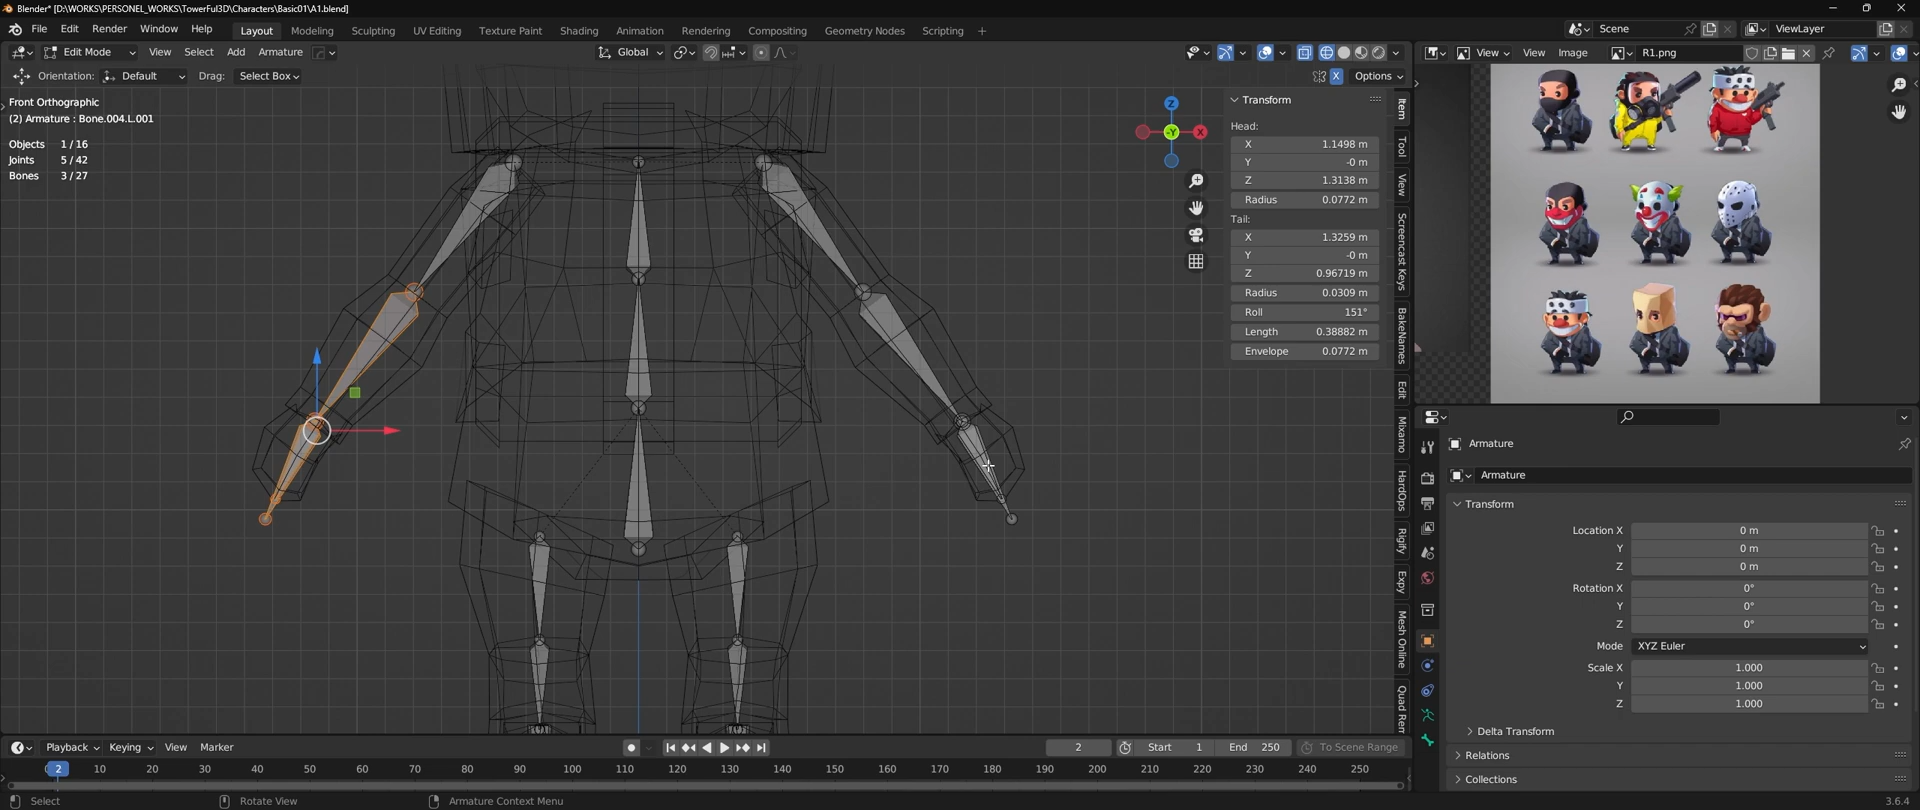 Blender* [D:\WORKS\PERSONEL_WORKS\TowerFul3D\Characters\Basic01\A1.blend]
File Edit Render Window Help Layout Modeling Sculpting UV Editing Texture Paint Shading Animation Rendering Compositing Geometry Nodes Scripting + Scene ViewLayer
Edit Mode View Select Add Armature Global View View Image R1.png
Orientation: Default Drag: Select Box X Options
Front Orthographic
(2) Armature : Bone.004.L.001
Objects 1 / 16
Joints 5 / 42
Bones 3 / 27
Z
-Y
X
Transform
Head:
X 1.1498 m
Y -0 m
Z 1.3138 m
Radius 0.0772 m
Tail:
X 1.3259 m
Y -0 m
Z 0.96719 m
Radius 0.0309 m
Roll 151°
Length 0.38882 m
Envelope 0.0772 m
Item
Tool
View
Screencast Keys
BakeNames
Edit
Mixamo
HardOps
Rigify
Expy
Mesh Online
Quad Rem
Armature
Armature
Transform
Location X 0 m
Y 0 m
Z 0 m
Rotation X 0°
Y 0°
Z 0°
Mode XYZ Euler
Scale X 1.000
Y 1.000
Z 1.000
Delta Transform
Relations
Collections
Playback Keying View Marker 2 Start 1 End 250 To Scene Range
2 10 20 30 40 50 60 70 80 90 100 110 120 130 140 150 160 170 180 190 200 210 220 230 240 250
Select Rotate View Armature Context Menu 3.6.4